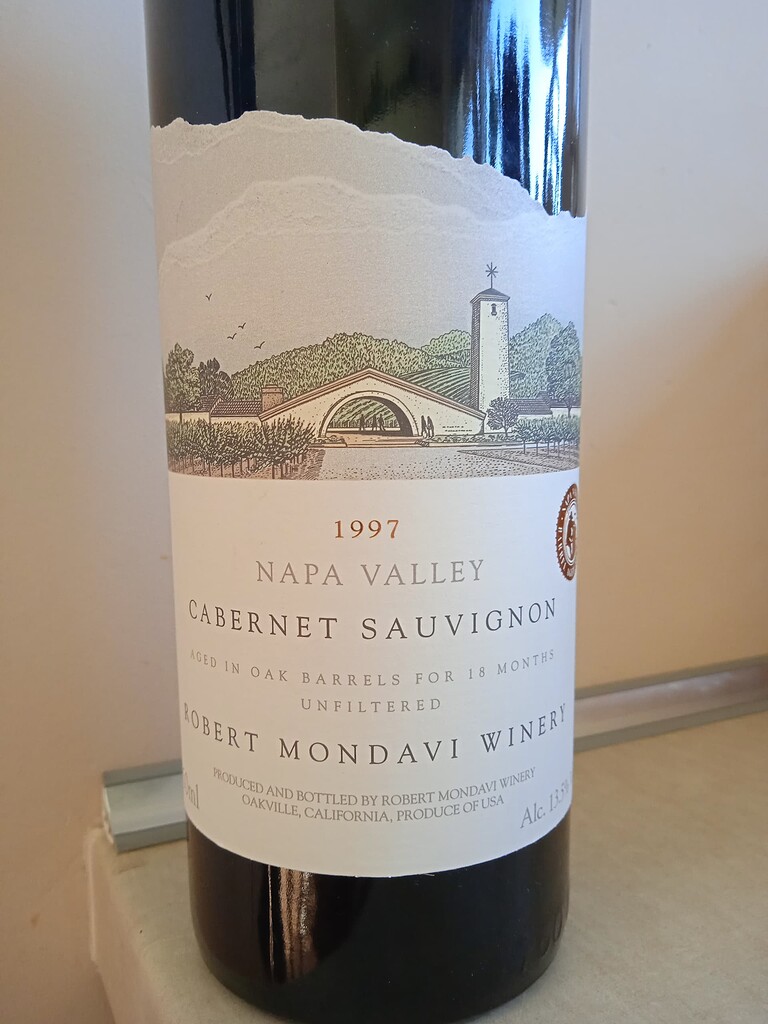 1997
NAPA VALLEY
CABERNET SAUVIGNON
AGED IN OAK BARRELS FOR 18 MONTHS
UNFILTERED
ROBERT MONDAVI WINERY
PRODUCED AND BOTTLED BY ROBERT MONDAVI WINERY
OAKVILLE, CALIFORNIA, PRODUCE OF USA
0ml
Alc. 13.5%